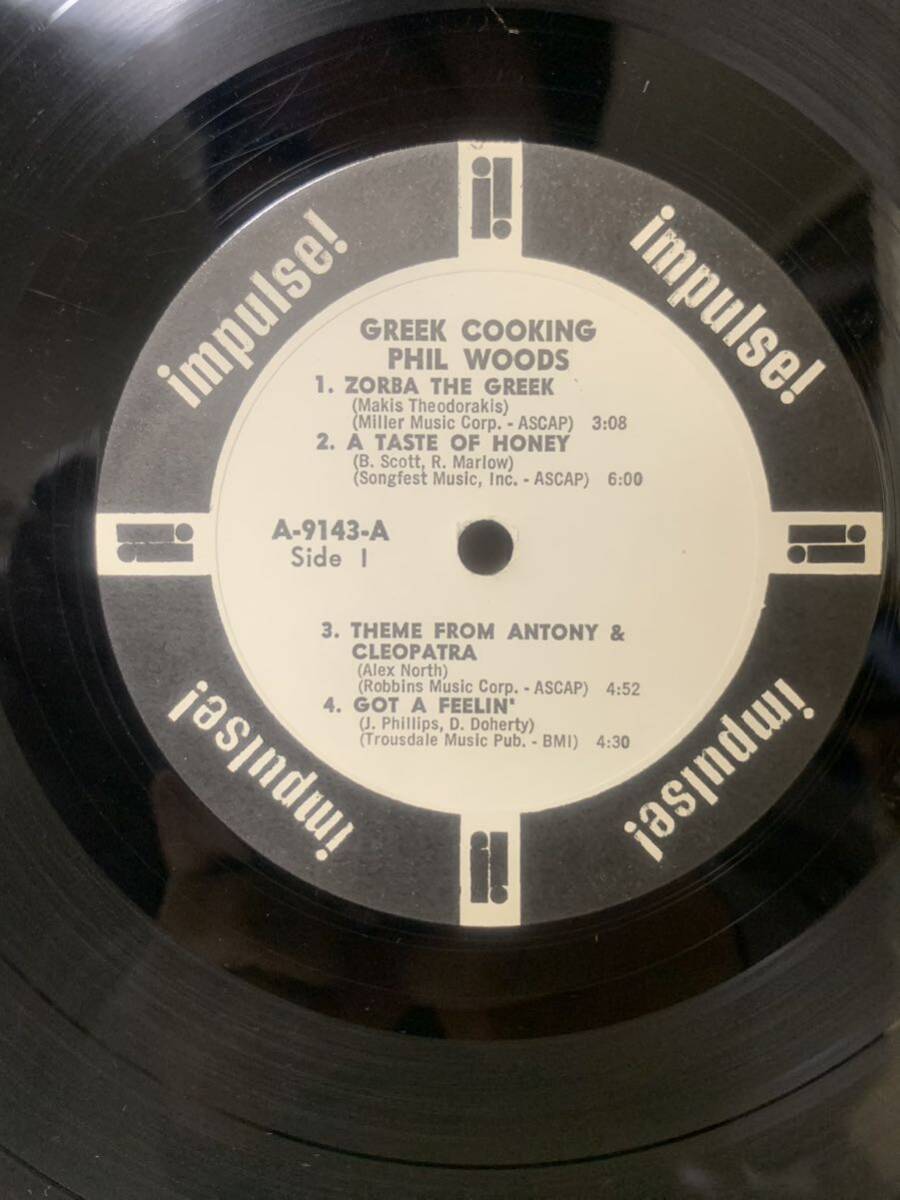 impulse!
impulse!
GREEK COOKING
PHIL WOODS
1. ZORBA THE GREEK
(Makis Theodorakis)
(Miller Music Corp. - ASCAP) 3:08
2. A TASTE OF HONEY
(B. Scott, R. Marlow)
(Songfest Music, Inc. - ASCAP) 6:00
A-9143-A
Side I
3. THEME FROM ANTONY &
CLEOPATRA
(Alex North)
(Robbins Music Corp. - ASCAP) 4:52
4. GOT A FEELIN'
(J. Phillips, D. Doherty)
(Trousdale Music Pub. - BMI) 4:30
impulse!
impulse!